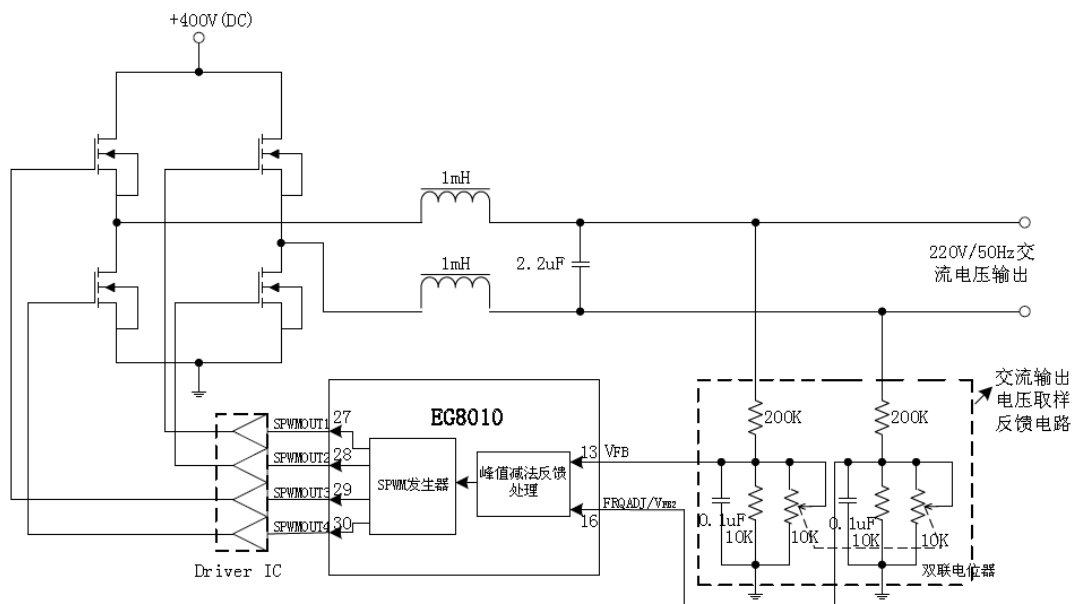 +400V(DC)
1mH
1mH
2.2uF
220V/50Hz交
流电压输出
交流输出
电压取样
反馈电路
200K
200K
EG8010
SPWMOUT1
27
SPWMOUT2
28
SPWMOUT3
29
SPWMOUT4
30
SPWM发生器
峰值减法反馈
处理
13
VFB
FRQADJ/VFB2
16
0.1uF
10K
10K
0.1uF
10K
10K
双联电位器
Driver IC